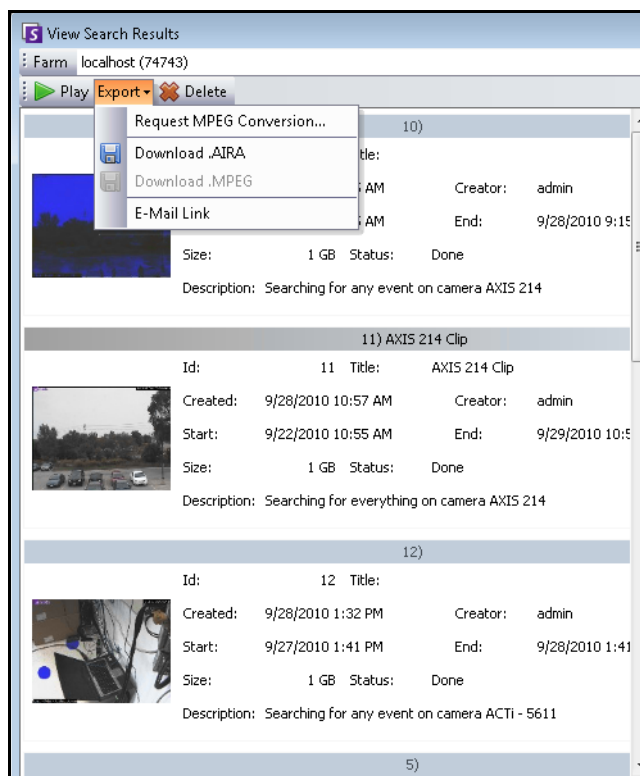 View Search Results
Farm localhost (74743)
Play Export Delete
Request MPEG Conversion...
Download .AIRA
Download .MPEG
E-Mail Link
10)
tle:
AM Creator: admin
AM End: 9/28/2010 9:15
Size: 1 GB Status: Done
Description: Searching for any event on camera AXIS 214
11) AXIS 214 Clip
Id: 11 Title: AXIS 214 Clip
Created: 9/28/2010 10:57 AM Creator: admin
Start: 9/22/2010 10:55 AM End: 9/29/2010 10:5
Size: 1 GB Status: Done
Description: Searching for everything on camera AXIS 214
12)
Id: 12 Title:
Created: 9/28/2010 1:32 PM Creator: admin
Start: 9/27/2010 1:41 PM End: 9/28/2010 1:41
Size: 1 GB Status: Done
Description: Searching for any event on camera ACTi - 5611
5)